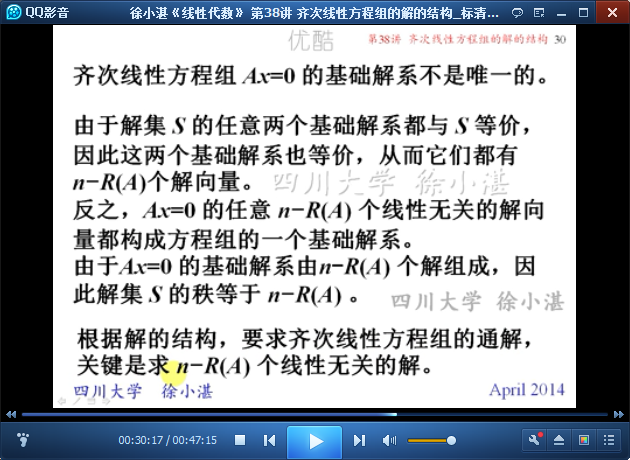 QQ影音
徐小湛《线性代数》 第38讲 齐次线性方程组的解的结构_标清...
优酷
第38讲 齐次线性方程组的解的结构 30
齐次线性方程组 Ax=0 的基础解系不是唯一的。
由于解集 S 的任意两个基础解系都与 S 等价，
因此这两个基础解系也等价，从而它们都有
n−R(A)个解向量。
四川大学 徐小湛
反之，Ax=0 的任意 n−R(A) 个线性无关的解向
量都构成方程组的一个基础解系。
由于Ax=0 的基础解系由n−R(A) 个解组成，因
此解集 S 的秩等于 n−R(A) 。
四川大学 徐小湛
根据解的结构，要求齐次线性方程组的通解，
关键是求 n−R(A) 个线性无关的解。
四川大学 徐小湛
April 2014
00:30:17 / 00:47:15